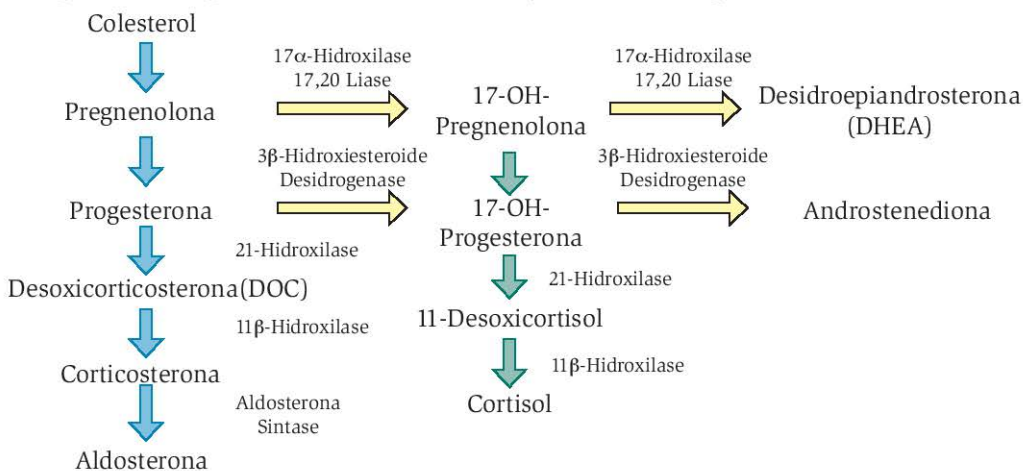 Colesterol
17α-Hidroxilase
17,20 Liase
17α-Hidroxilase
17,20 Liase
Pregnenolona
17-OH-
Pregnenolona
Desidroepiandrosterona
(DHEA)
3β-Hidroxiesteroide
Desidrogenase
3β-Hidroxiesteroide
Desidrogenase
Progesterona
17-OH-
Progesterona
Androstenediona
21-Hidroxilase
21-Hidroxilase
Desoxicorticosterona(DOC)
11-Desoxicortisol
11β-Hidroxilase
11β-Hidroxilase
Corticosterona
Cortisol
Aldosterona
Sintase
Aldosterona